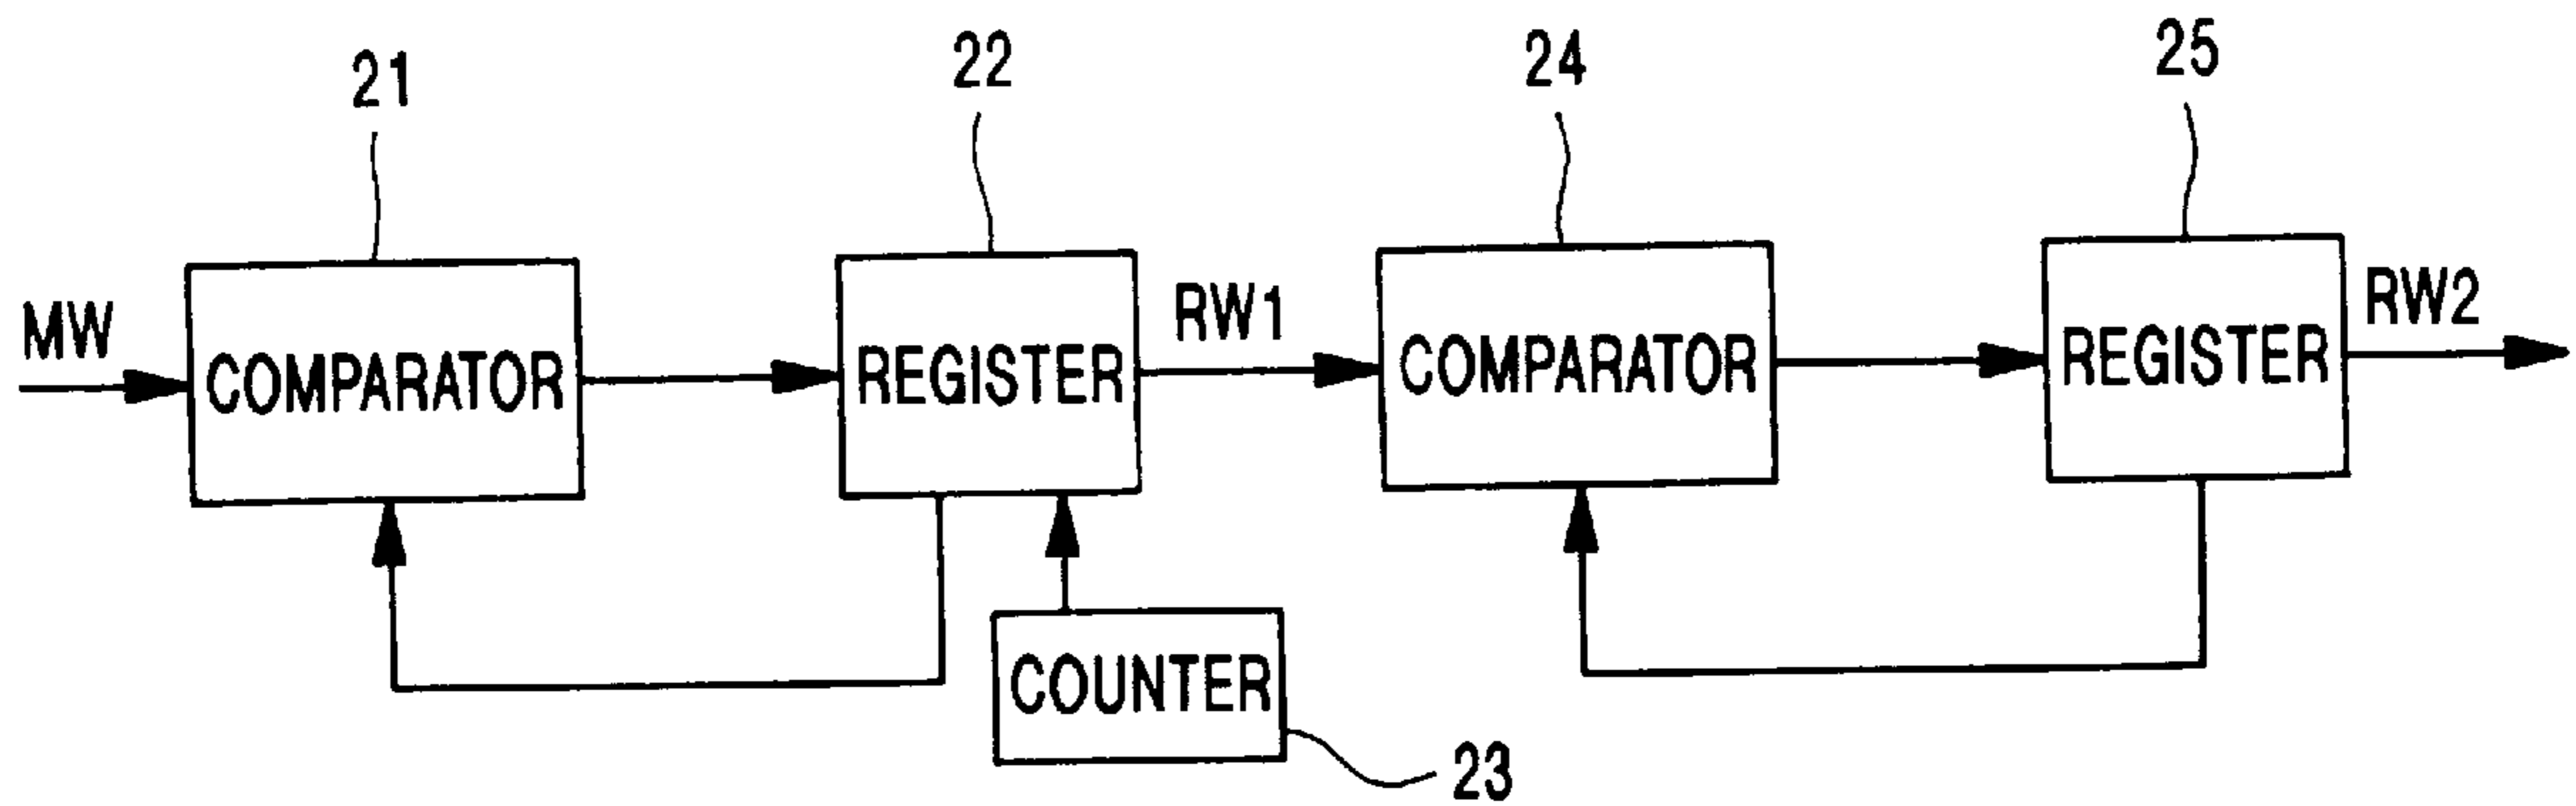 21
22
24
25
MW
COMPARATOR
REGISTER
RW1
COMPARATOR
REGISTER
RW2
COUNTER
23